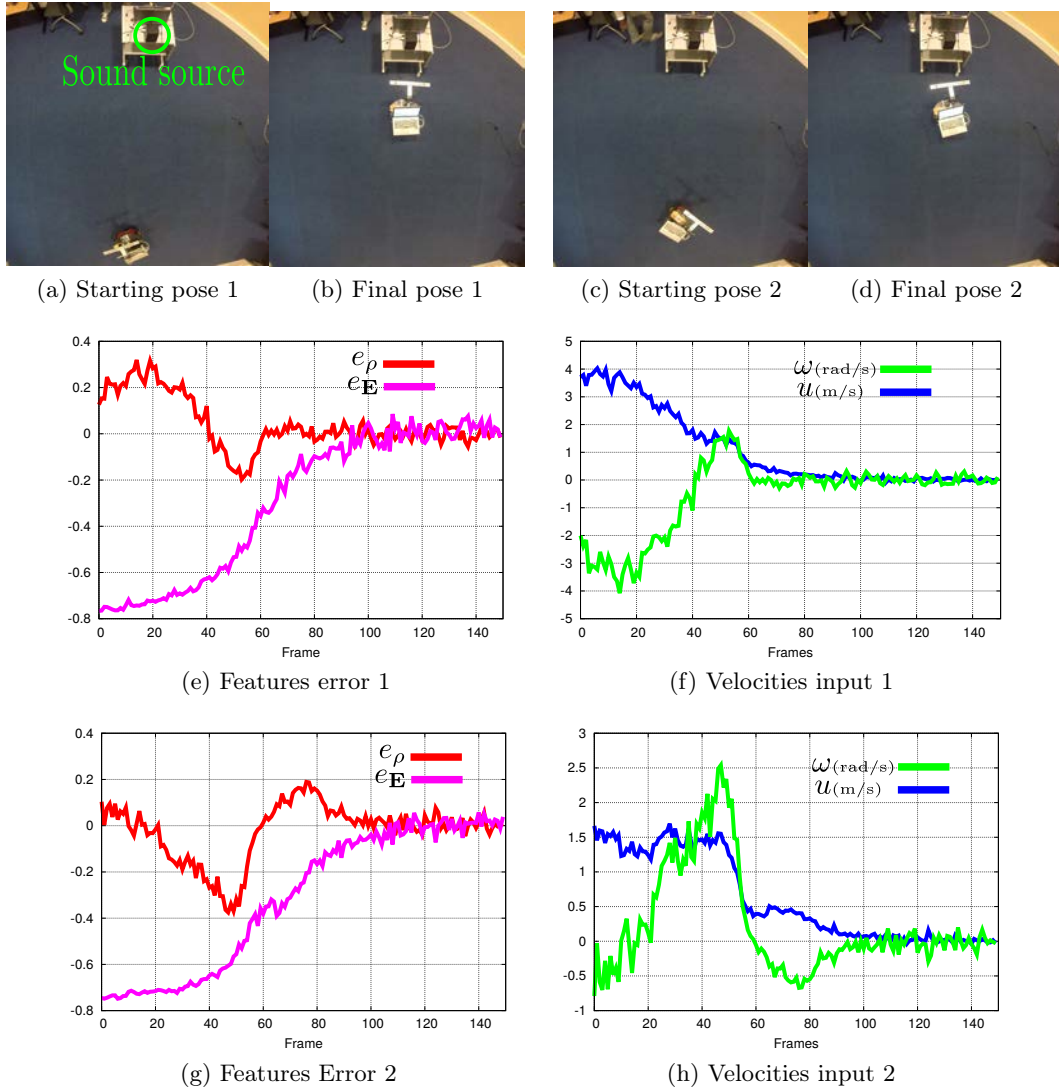 Sound source
(a) Starting pose 1
(b) Final pose 1
(c) Starting pose 2
(d) Final pose 2
0.4
0.2
0
-0.2
-0.4
-0.6
-0.8
e_ρ
e_E
0 20 40 60 80 100 120 140
Frame
(e) Features error 1
5
4
3
2
1
0
-1
-2
-3
-4
-5
ω(rad/s)
u(m/s)
0 20 40 60 80 100 120 140
Frames
(f) Velocities input 1
0.4
0.2
0
-0.2
-0.4
-0.6
-0.8
e_ρ
e_E
0 20 40 60 80 100 120 140
Frame
(g) Features Error 2
3
2.5
2
1.5
1
0.5
0
-0.5
-1
ω(rad/s)
u(m/s)
0 20 40 60 80 100 120 140
Frames
(h) Velocities input 2